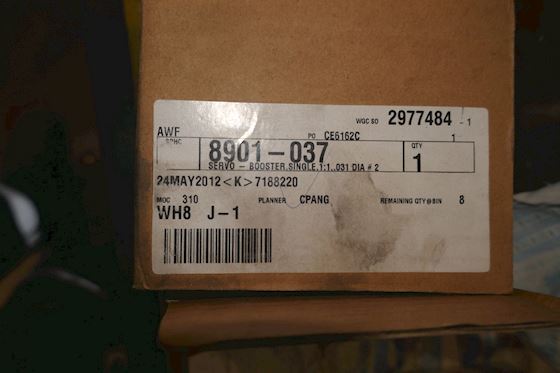 WGC SO 2977484 - 1
AWF PO CE6162C 1
SPHC 8901-037 QTY
SERVO - BOOSTER,SINGLE,1:1,.031 DIA # 2 1
24MAY2012<K>7188220
MOC 310 PLANNER CPANG REMAINING QTY@BIN 8
WH8 J-1